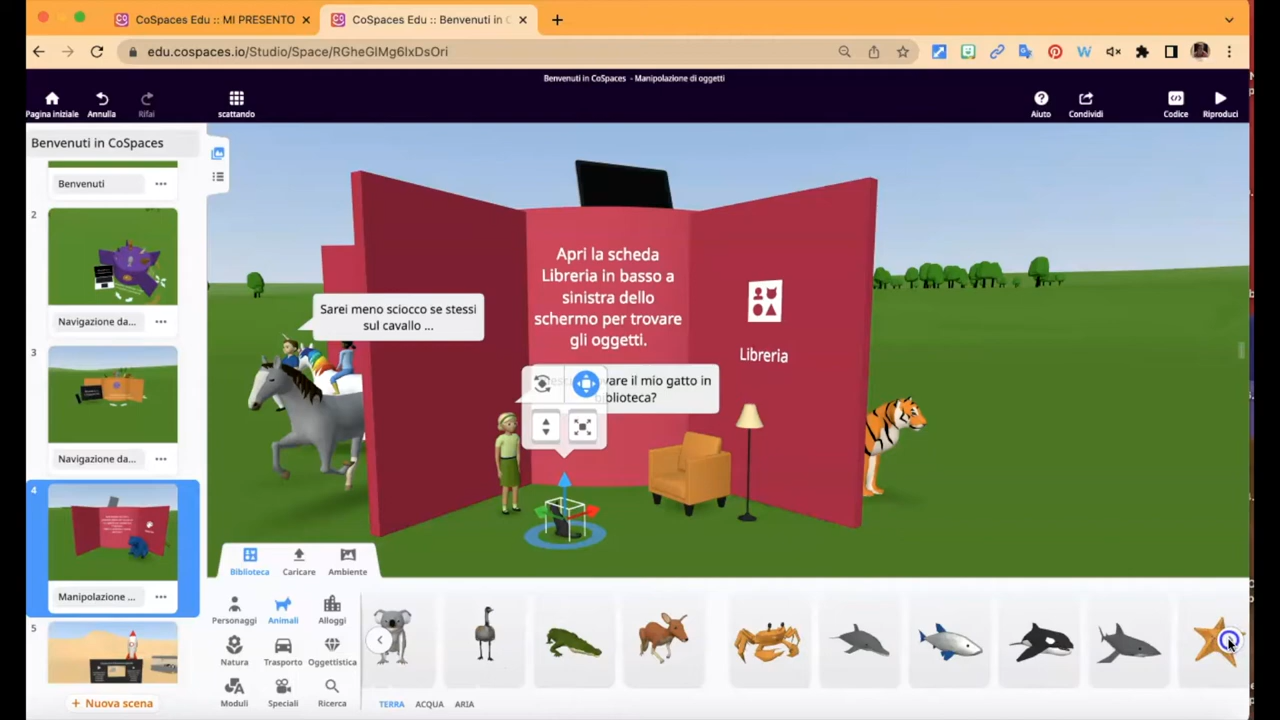 CoSpaces Edu :: MI PRESENTO
CoSpaces Edu :: Benvenuti in C
edu.cospaces.io/Studio/Space/RGheGlMg6lxDsOri
Benvenuti in CoSpaces - Manipolazione di oggetti
Pagina iniziale
Annulla
Rifai
scattando
Aiuto
Condividi
Codice
Riproduci
Benvenuti in CoSpaces
Benvenuti
2
Navigazione da...
3
Navigazione da...
4
Manipolazione ...
5
+ Nuova scena
Apri la scheda
Libreria in basso a
sinistra dello
schermo per trovare
gli oggetti.
Libreria
Sarei meno sciocco se stessi
sul cavallo ...
vare il mio gatto in
biblioteca?
Biblioteca
Caricare
Ambiente
Personaggi
Animali
Alloggi
Natura
Trasporto
Oggettistica
Moduli
Speciali
Ricerca
TERRA
ACQUA
ARIA